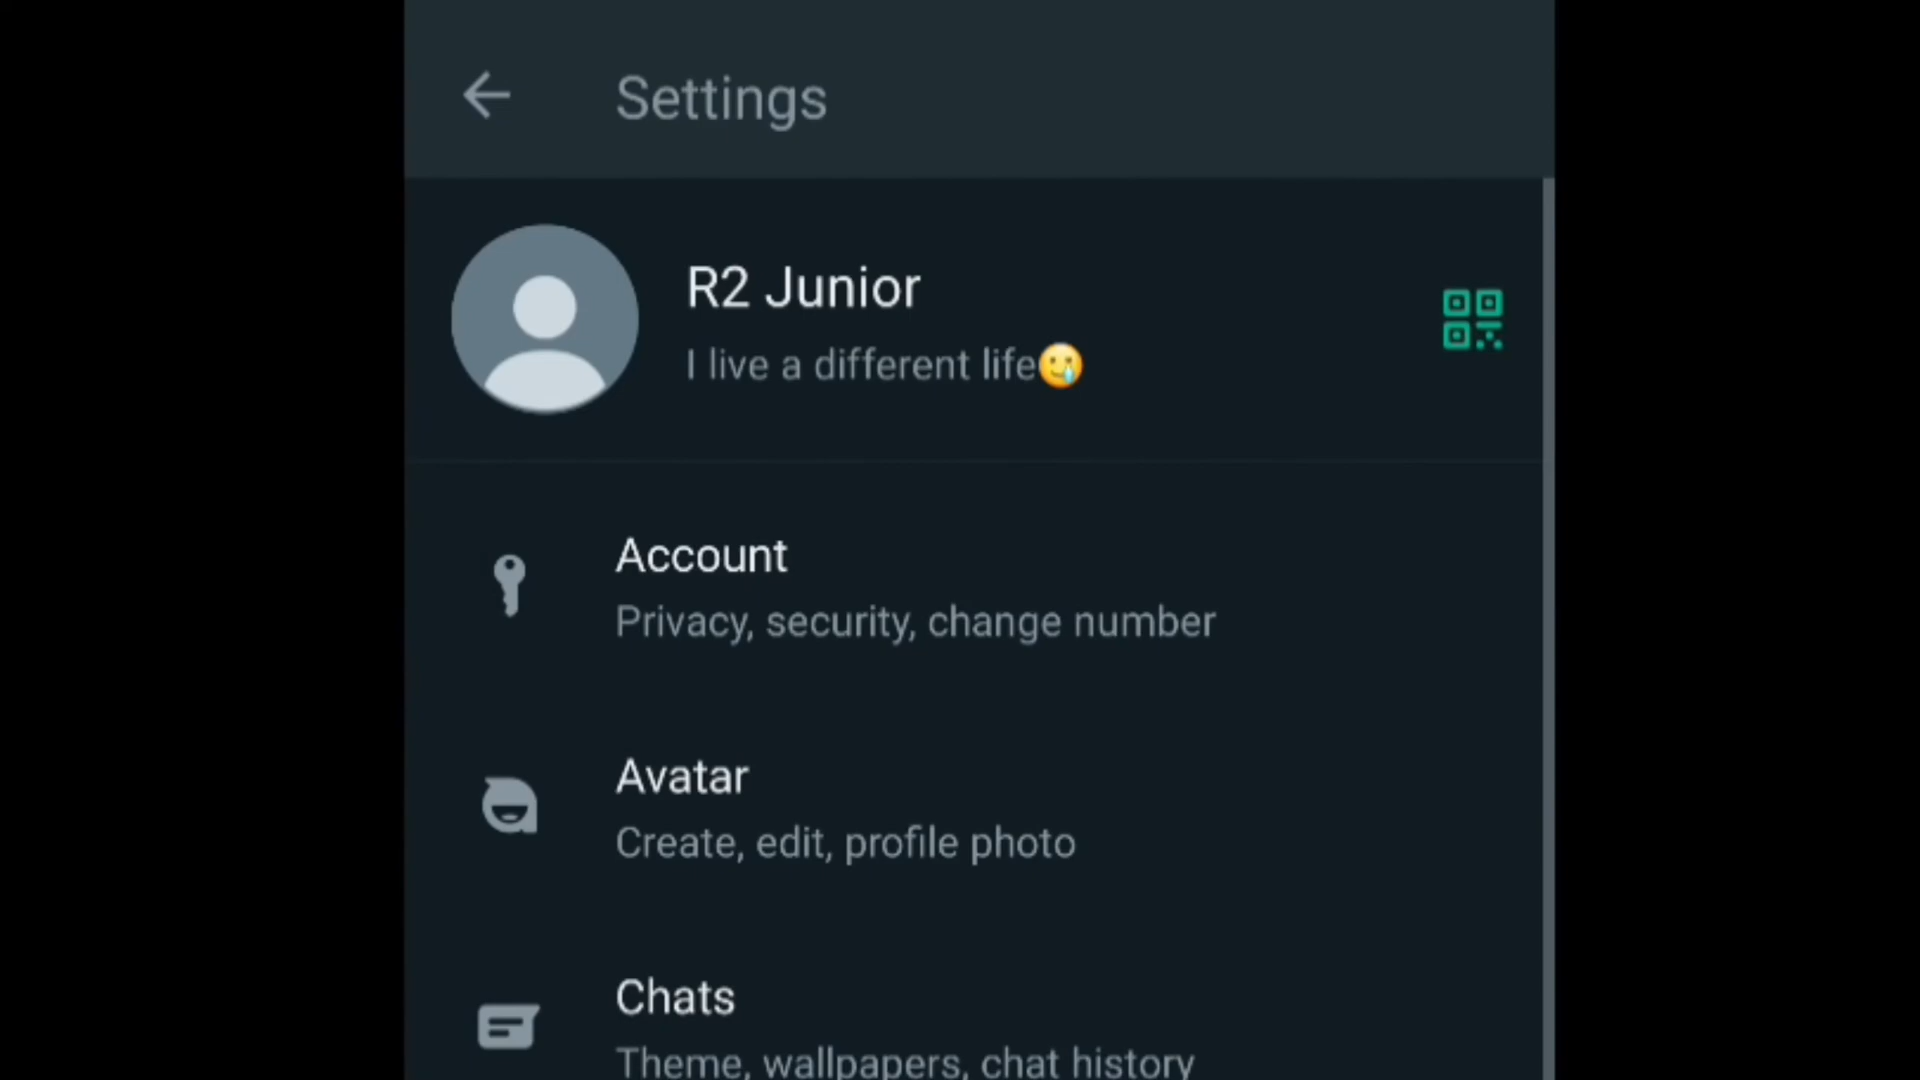 Settings
R2 Junior
I live a different life🥲
Account
Privacy, security, change number
Avatar
Create, edit, profile photo
Chats
Theme, wallpapers, chat history